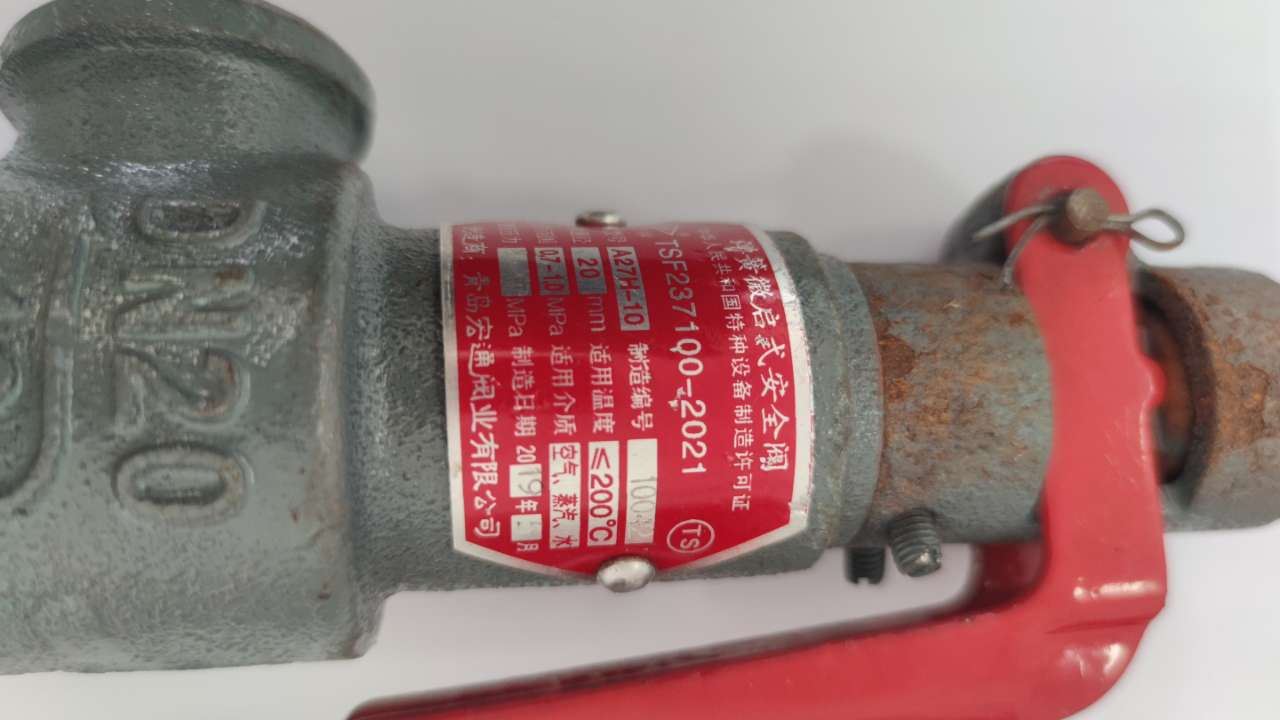 弹簧微启式安全阀
中华人民共和国特种设备制造许可证
TSF237100-2021
TS
A27H-10 制造编号
20 mm 适用温度 ≤200℃
0.7-10 MPa 适用介质 空气、蒸汽、水
MPa 制造日期 2019年 月
青岛宏通阀业有限公司
DN20